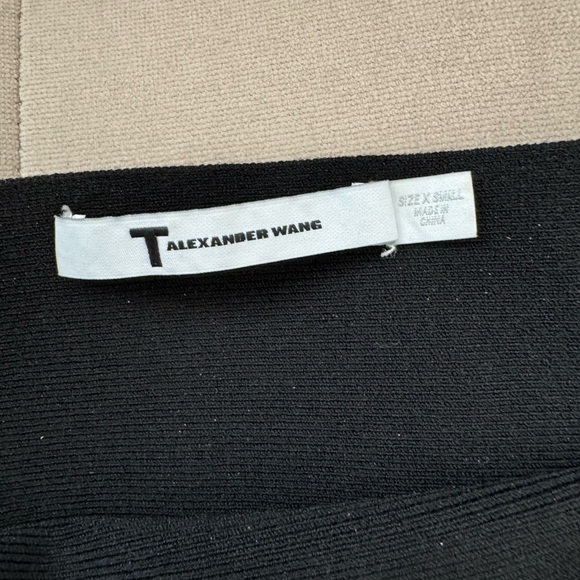 T ALEXANDER WANG
SIZE X SMALL
MADE IN
CHINA